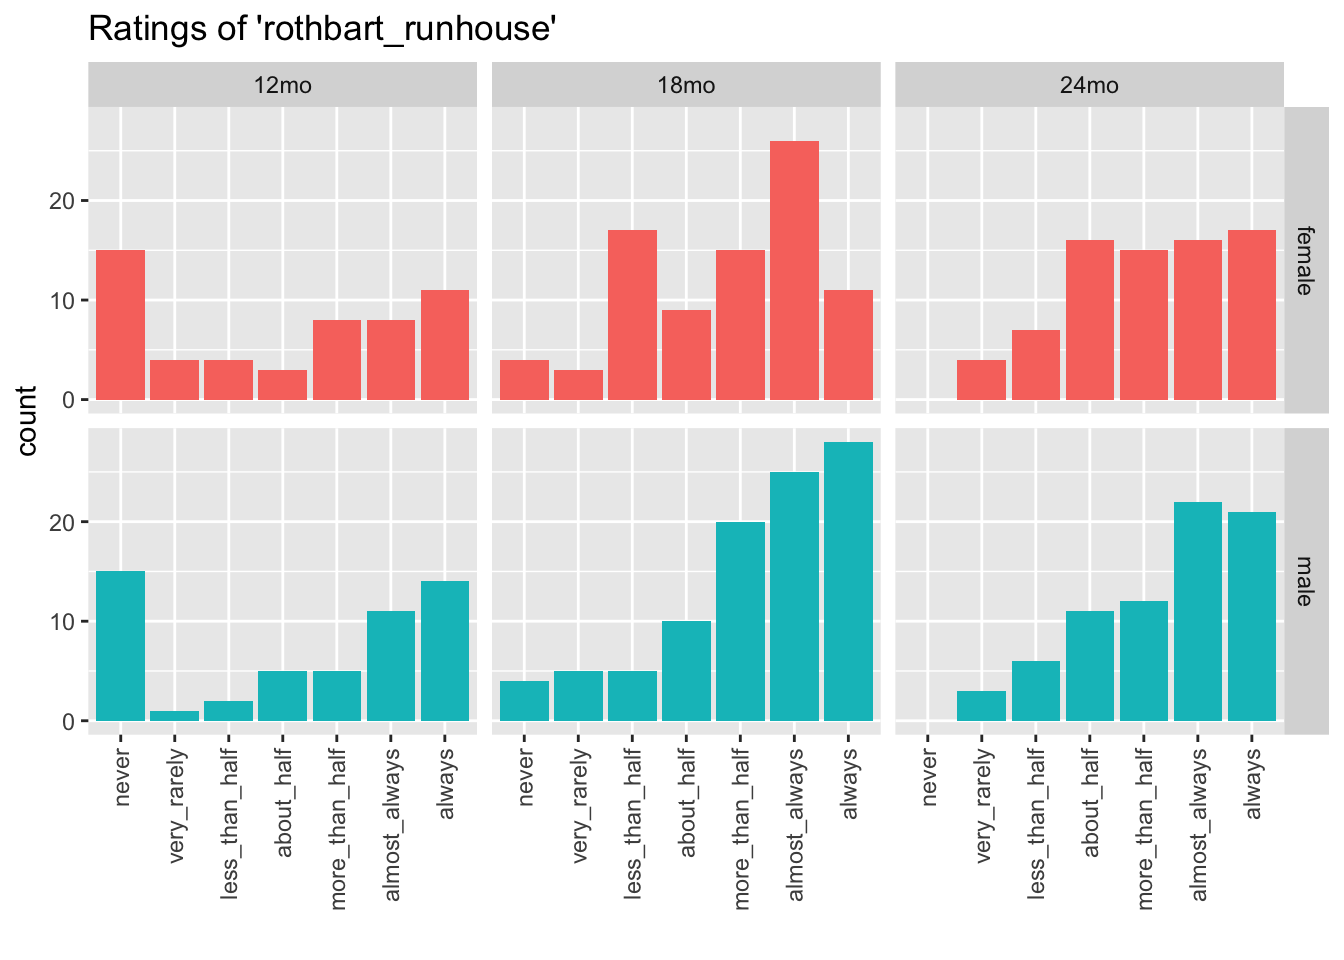 Ratings of 'rothbart_runhouse'
12mo 18mo 24mo
20
10
0
female
count
20
10
0
male
never very_rarely less_than_half about_half more_than_half almost_always always
never very_rarely less_than_half about_half more_than_half almost_always always
never very_rarely less_than_half about_half more_than_half almost_always always